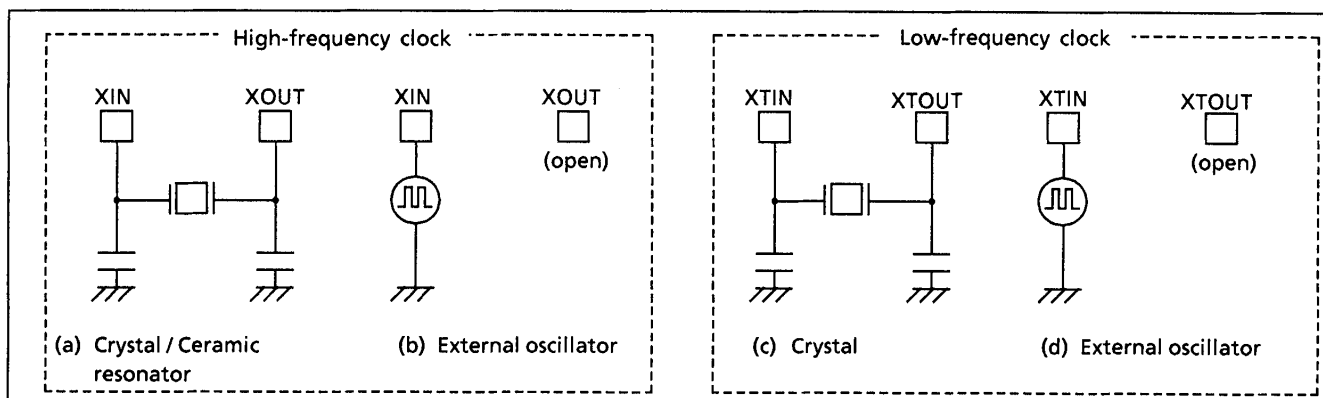 High-frequency clock
XIN XOUT XIN XOUT
(open)
(a) Crystal / Ceramic resonator
(b) External oscillator
Low-frequency clock
XTIN XTOUT XTIN XTOUT
(open)
(c) Crystal
(d) External oscillator